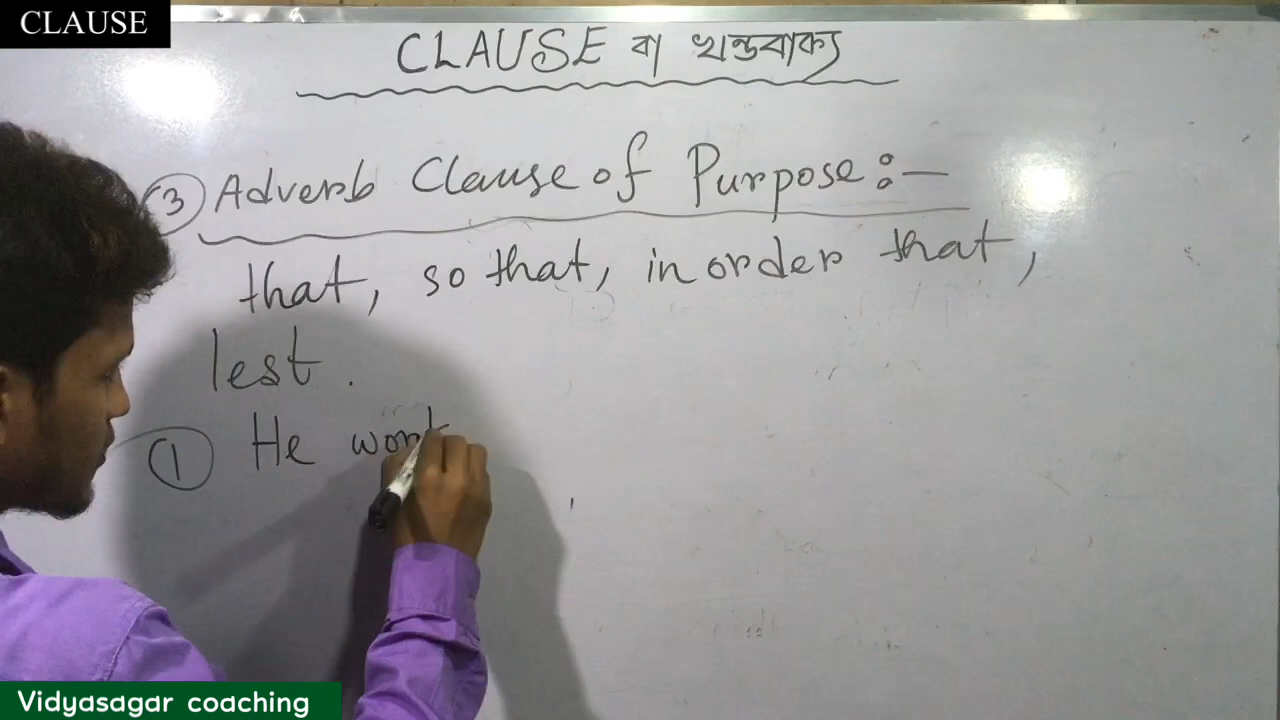 CLAUSE
CLAUSE বা খন্ডবাক্য
③ Adverb Clause of Purpose :—
that, so that, in order that,
lest.
① He work
Vidyasagar coaching